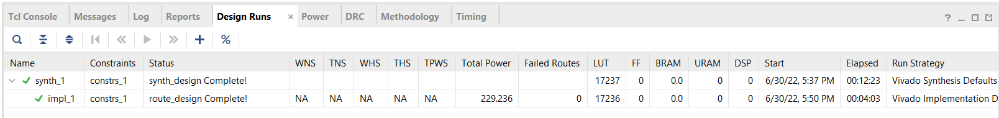 Tcl Console Messages Log Reports Design Runs × Power DRC Methodology Timing ?
%
Name Constraints Status WNS TNS WHS THS TPWS Total Power Failed Routes LUT FF BRAM URAM DSP Start Elapsed Run Strategy
synth_1 constrs_1 synth_design Complete! 17237 0 0.0 0 0 6/30/22, 5:37 PM 00:12:23 Vivado Synthesis Defaults
impl_1 constrs_1 route_design Complete! NA NA NA NA NA 229.236 0 17236 0 0.0 0 0 6/30/22, 5:50 PM 00:04:03 Vivado Implementation D